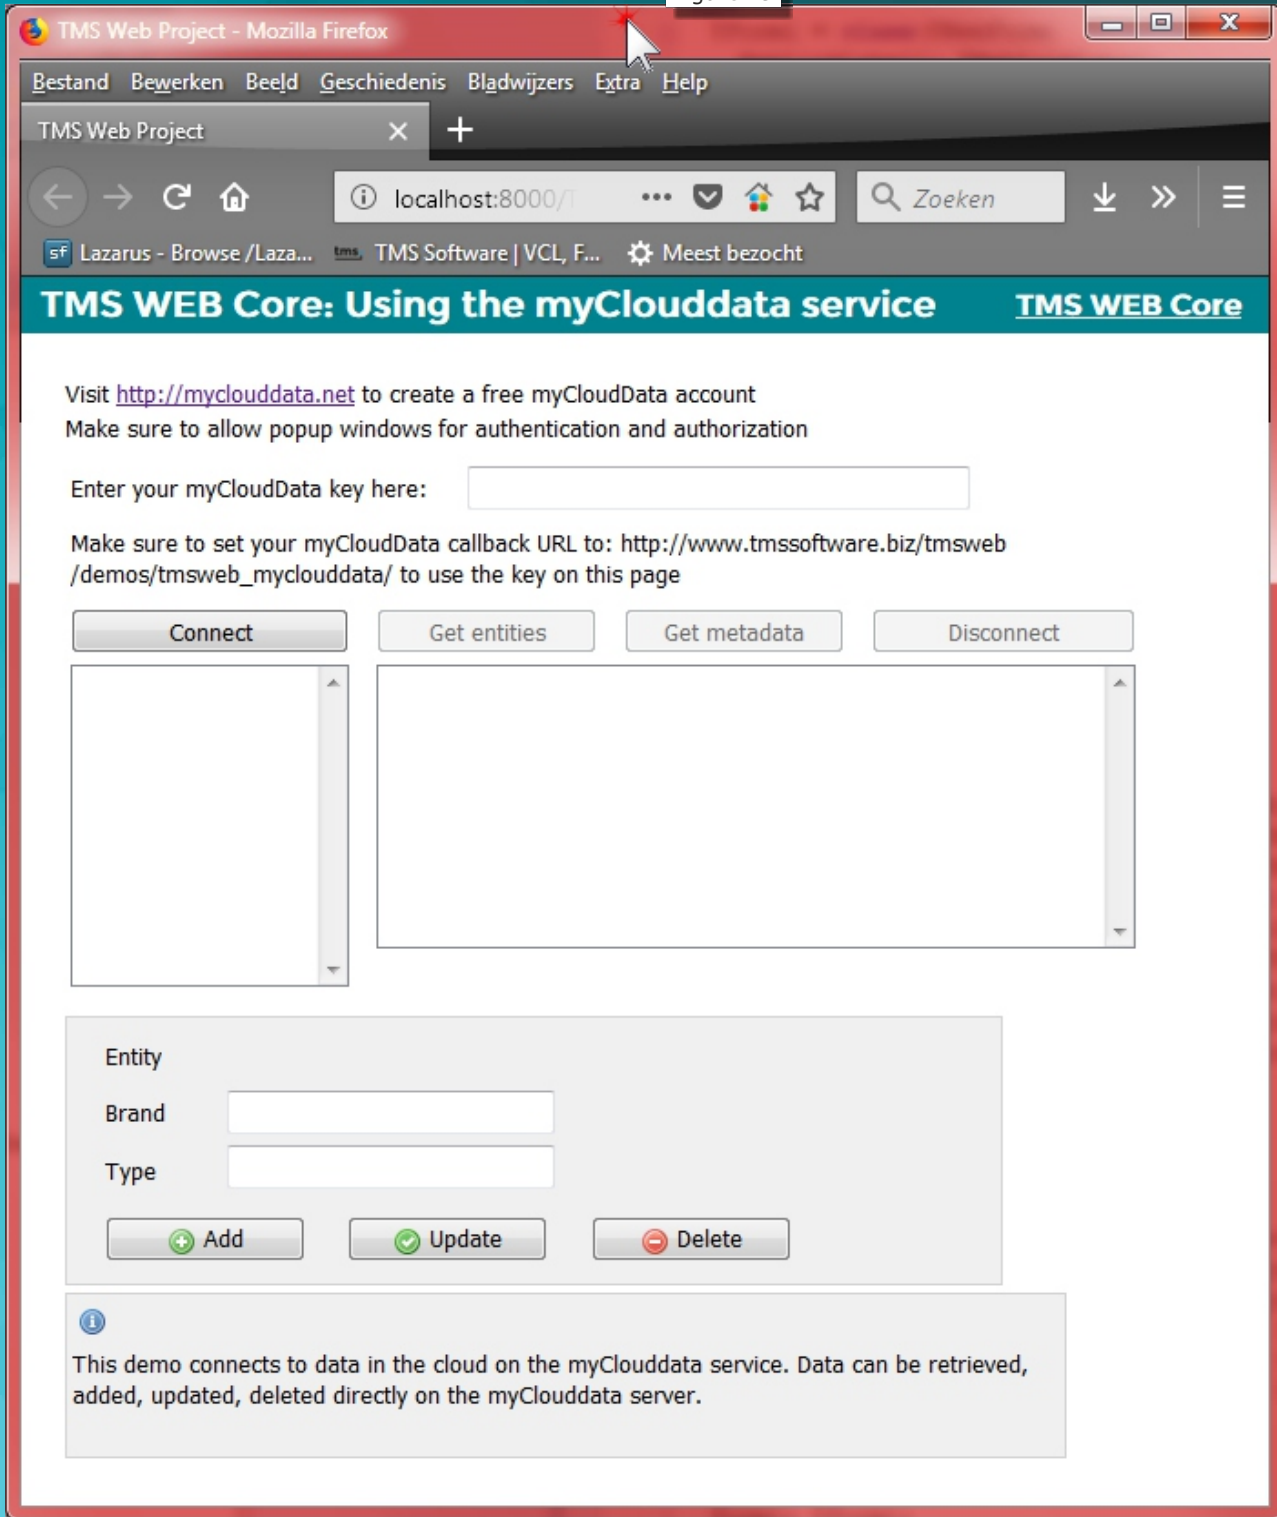 TMS Web Project - Mozilla Firefox
Bestand Bewerken Beeld Geschiedenis Bladwijzers Extra Help
TMS Web Project
localhost:8000/T
Zoeken
sf Lazarus - Browse /Laza... tms TMS Software | VCL, F... Meest bezocht
TMS WEB Core: Using the myClouddata service TMS WEB Core
Visit http://myclouddata.net to create a free myCloudData account
Make sure to allow popup windows for authentication and authorization
Enter your myCloudData key here:
Make sure to set your myCloudData callback URL to: http://www.tmssoftware.biz/tmsweb
/demos/tmsweb_myclouddata/ to use the key on this page
Connect Get entities Get metadata Disconnect
Entity
Brand
Type
Add Update Delete
This demo connects to data in the cloud on the myClouddata service. Data can be retrieved,
added, updated, deleted directly on the myClouddata server.